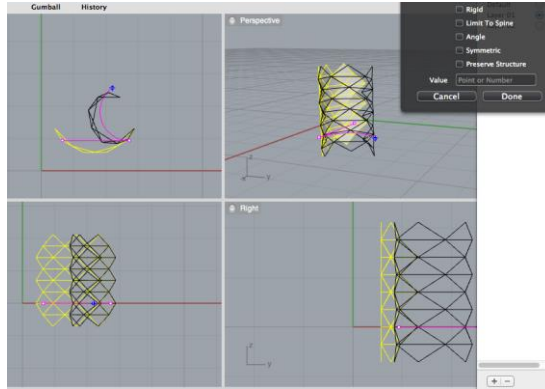 Gumball History
Perspective
Rigid
Limit To Spine
Angle
Symmetric
Preserve Structure
Value Point or Number
Cancel Done
z
x y
Right
z
y
+ −